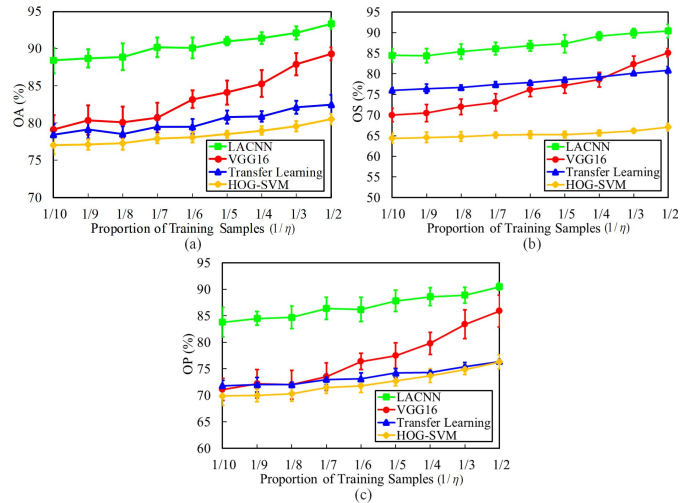 95
90
85
80
75
70
OA (%)
LACNN
VGG16
Transfer Learning
HOG-SVM
1/10 1/9 1/8 1/7 1/6 1/5 1/4 1/3 1/2
Proportion of Training Samples (1/η)
(a)
95
90
85
80
75
70
65
60
55
50
OS (%)
LACNN
VGG16
Transfer Learning
HOG-SVM
1/10 1/9 1/8 1/7 1/6 1/5 1/4 1/3 1/2
Proportion of Training Samples (1/η)
(b)
95
90
85
80
75
70
65
60
OP (%)
LACNN
VGG16
Transfer Learning
HOG-SVM
1/10 1/9 1/8 1/7 1/6 1/5 1/4 1/3 1/2
Proportion of Training Samples (1/η)
(c)